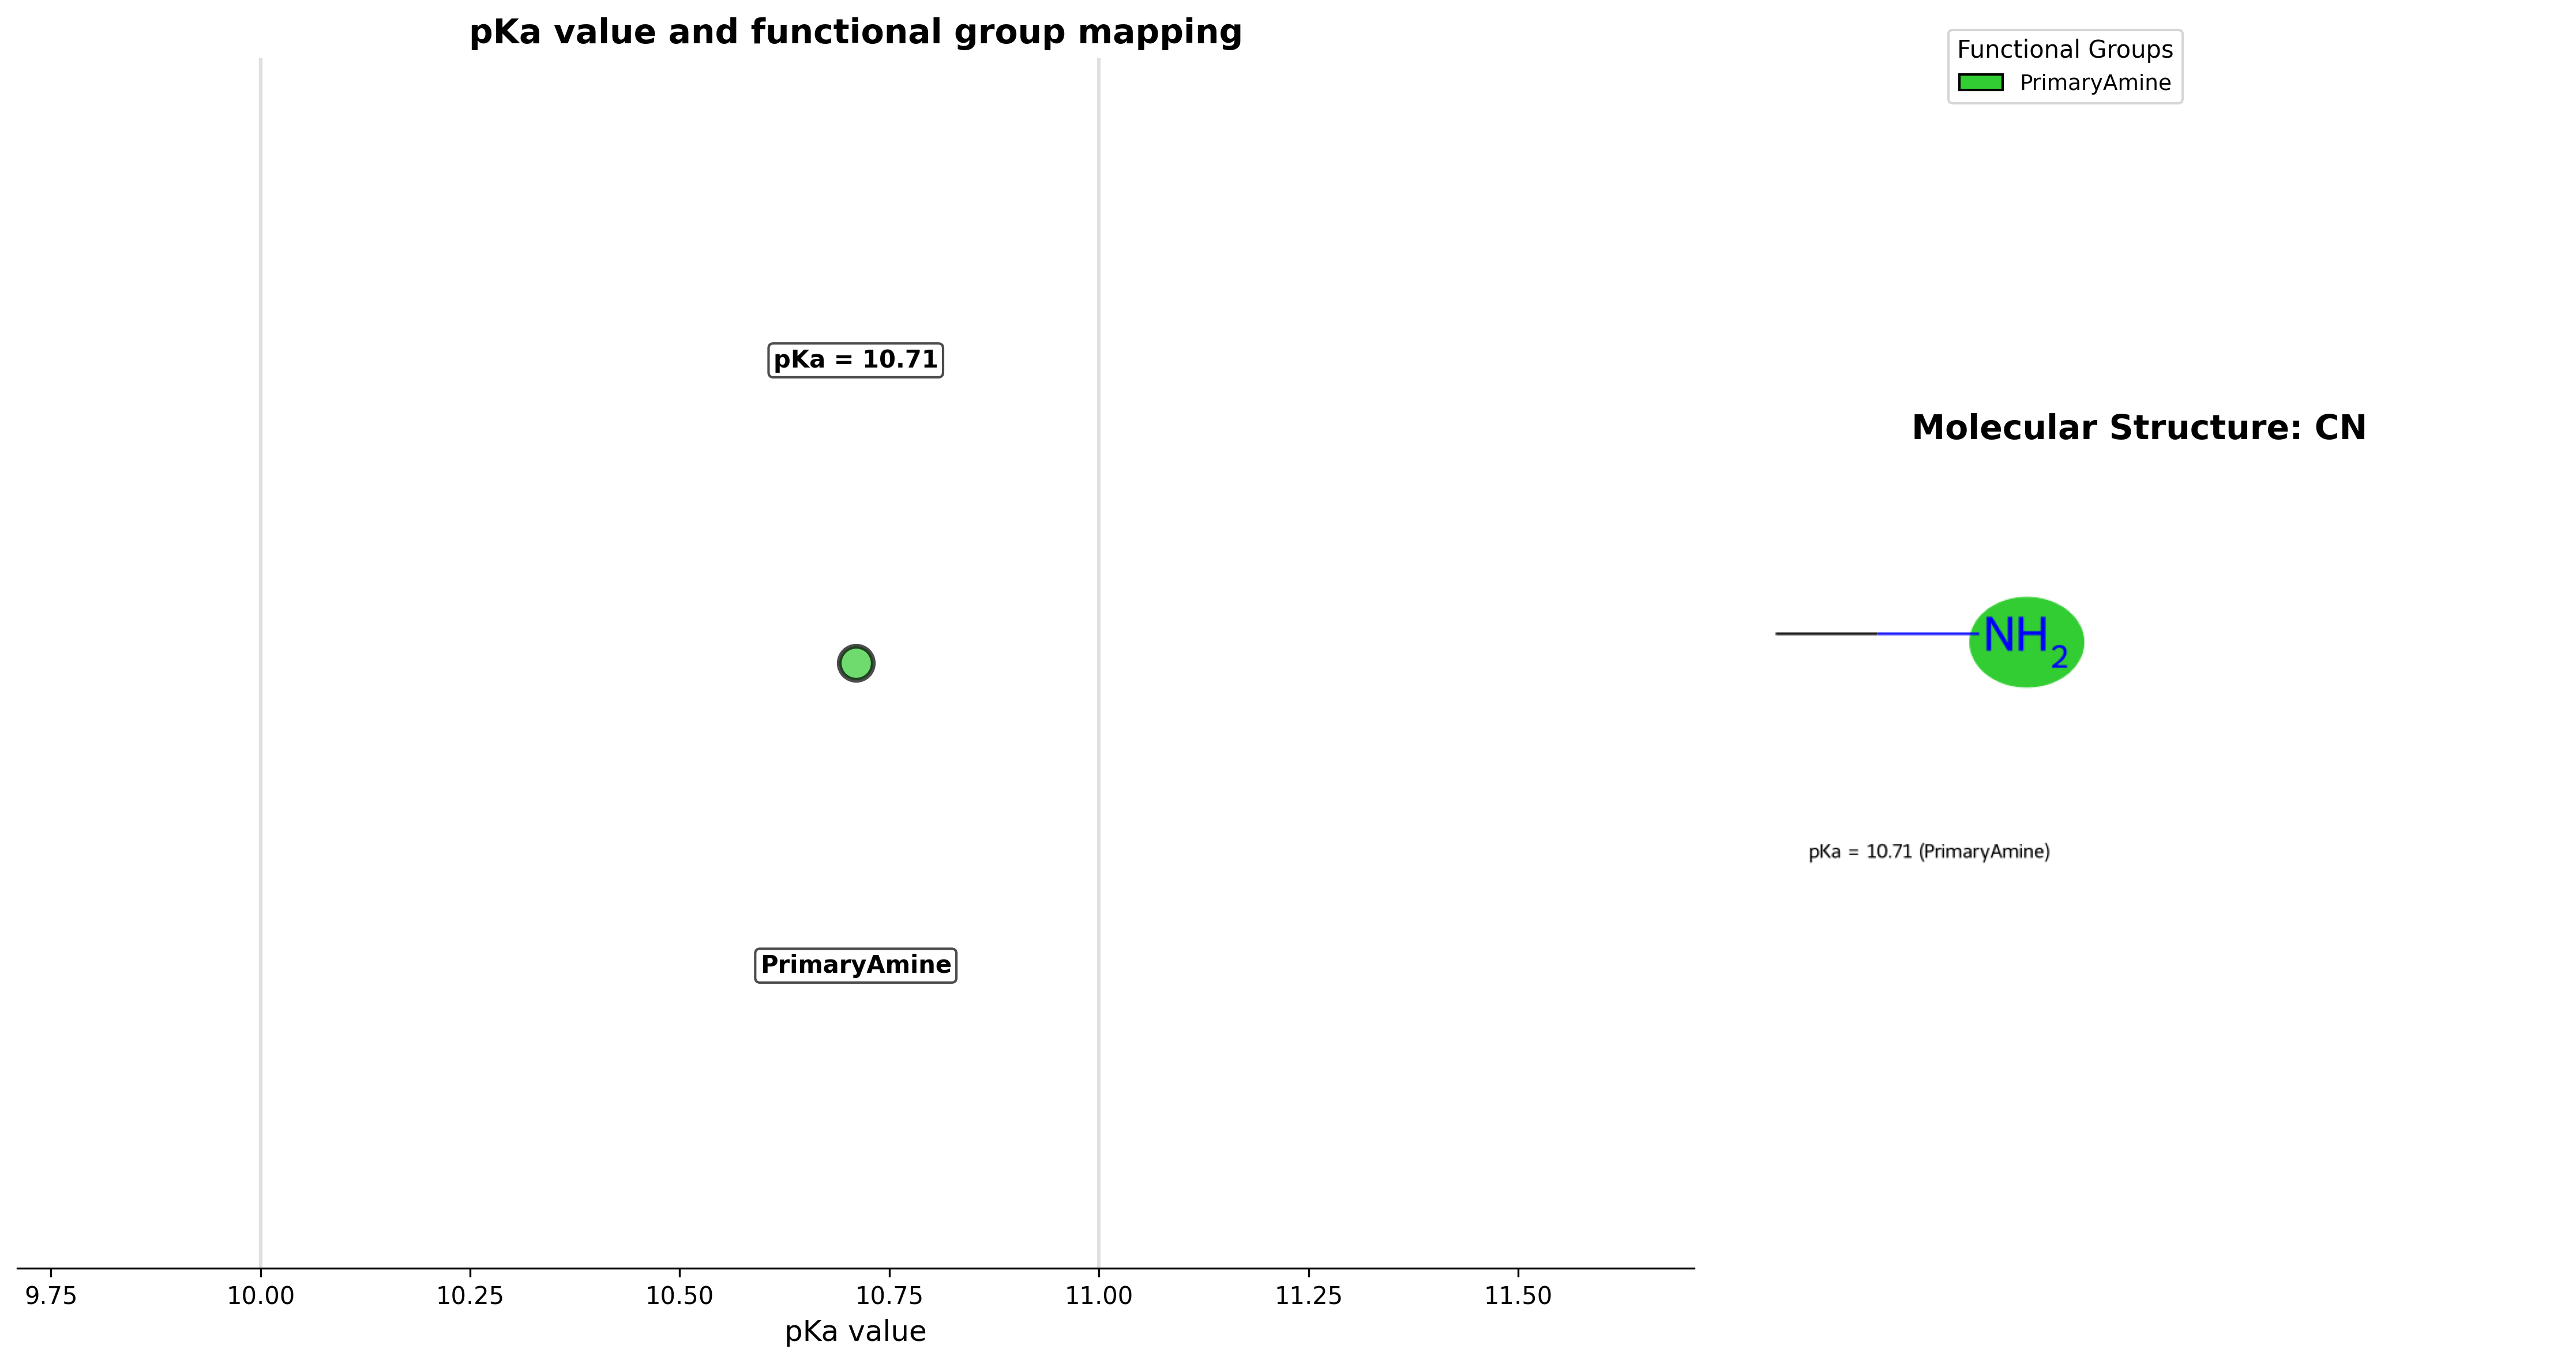 pKa value and functional group mapping
pKa = 10.71
PrimaryAmine
9.75 10.00 10.25 10.50 10.75 11.00 11.25 11.50
pKa value
Functional Groups
PrimaryAmine
Molecular Structure: CN
NH2
pKa = 10.71 (PrimaryAmine)